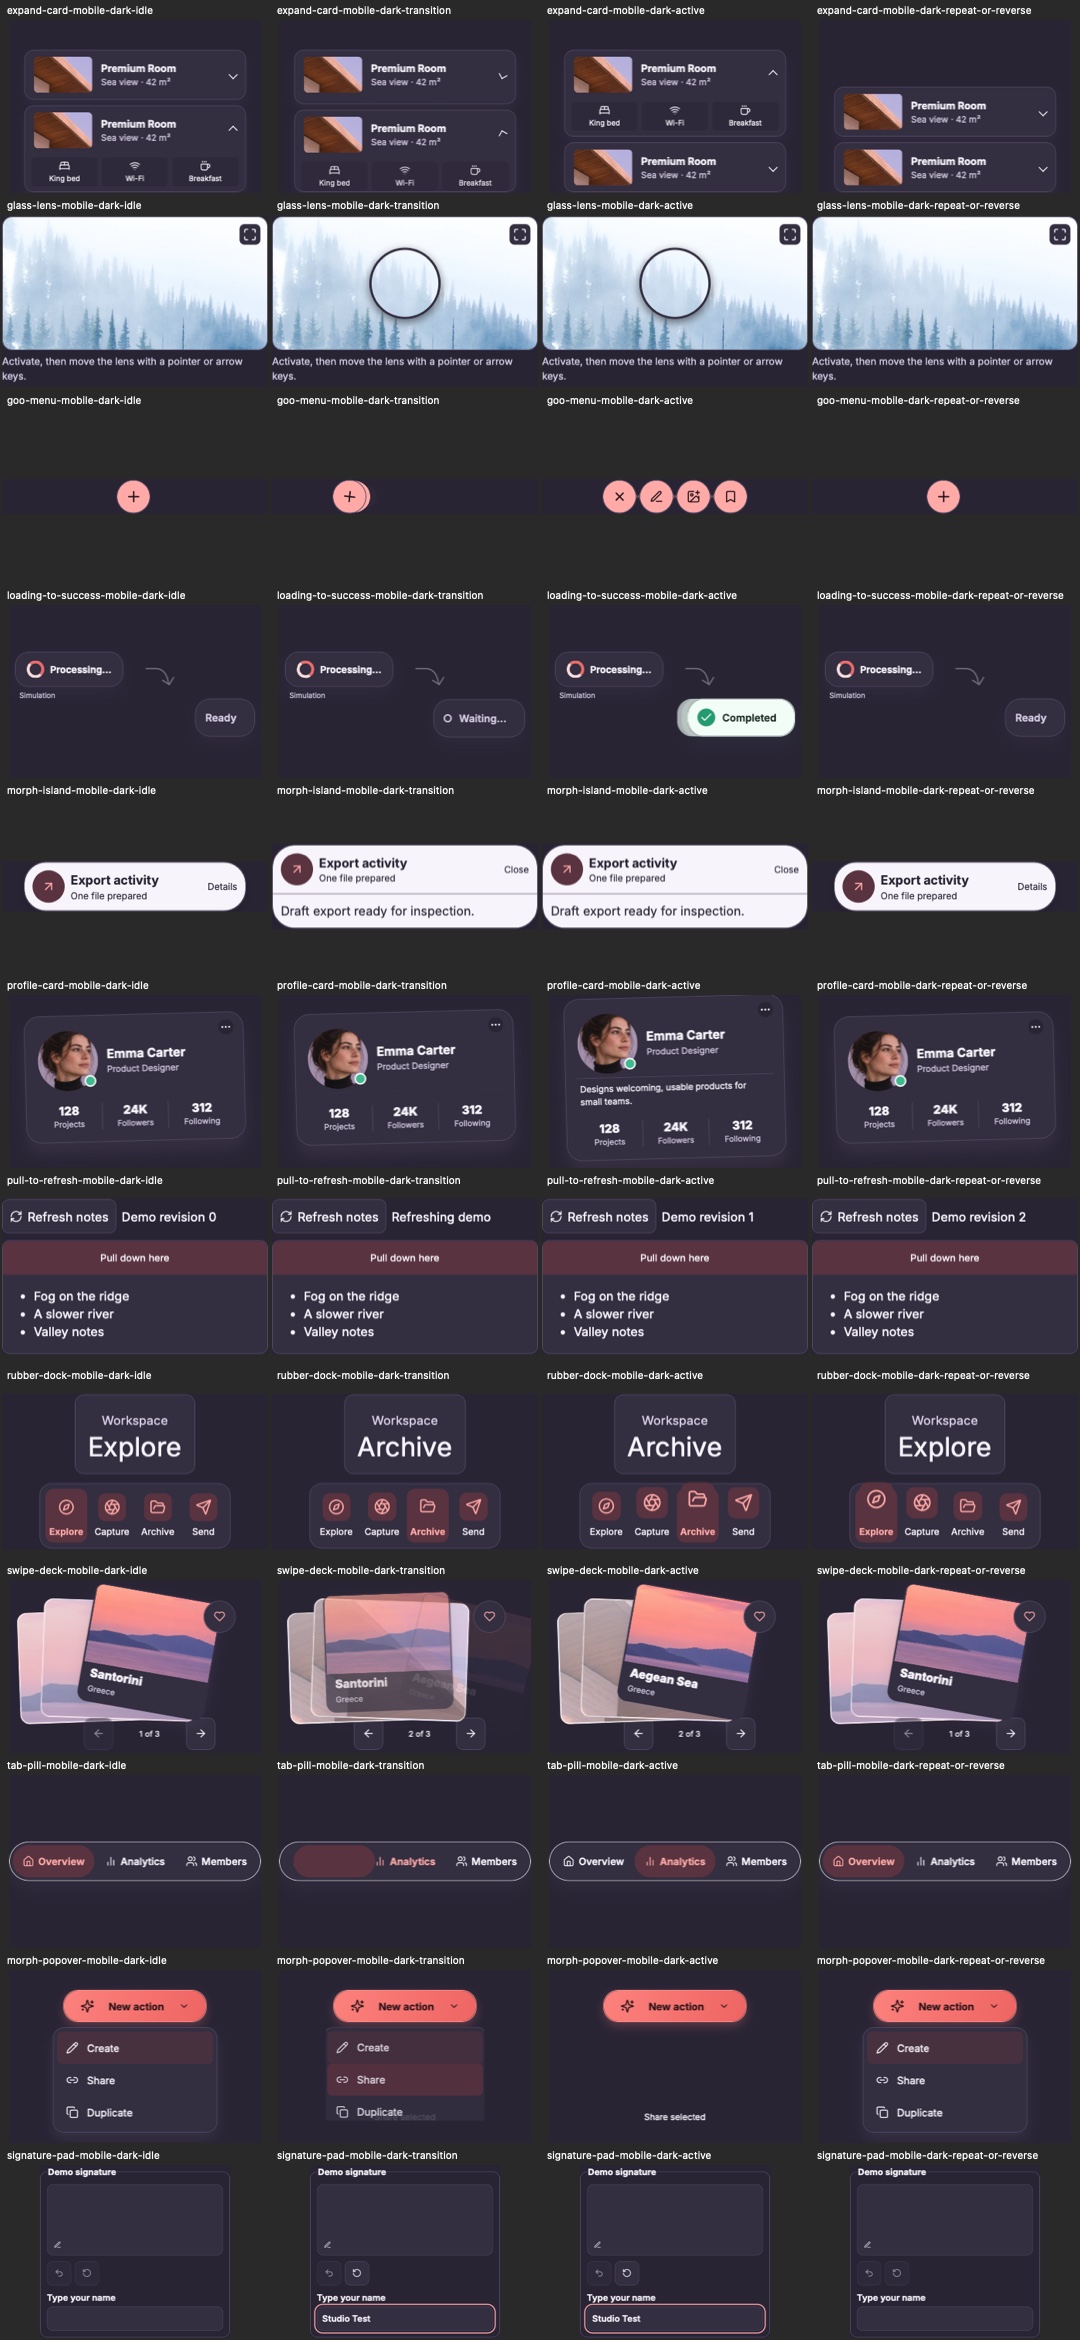 expand-card-mobile-dark-idle
expand-card-mobile-dark-transition
expand-card-mobile-dark-active
expand-card-mobile-dark-repeat-or-reverse
Premium Room
Sea view · 42 m²
Premium Room
Sea view · 42 m²
King bed
Wi-Fi
Breakfast
Premium Room
Sea view · 42 m²
Premium Room
Sea view · 42 m²
King bed
Wi-Fi
Breakfast
Premium Room
Sea view · 42 m²
King bed
Wi-Fi
Breakfast
Premium Room
Sea view · 42 m²
Premium Room
Sea view · 42 m²
Premium Room
Sea view · 42 m²
glass-lens-mobile-dark-idle
glass-lens-mobile-dark-transition
glass-lens-mobile-dark-active
glass-lens-mobile-dark-repeat-or-reverse
Activate, then move the lens with a pointer or arrow
keys.
Activate, then move the lens with a pointer or arrow
keys.
Activate, then move the lens with a pointer or arrow
keys.
Activate, then move the lens with a pointer or arrow
keys.
goo-menu-mobile-dark-idle
goo-menu-mobile-dark-transition
goo-menu-mobile-dark-active
goo-menu-mobile-dark-repeat-or-reverse
loading-to-success-mobile-dark-idle
loading-to-success-mobile-dark-transition
loading-to-success-mobile-dark-active
loading-to-success-mobile-dark-repeat-or-reverse
Processing...
Simulation
Ready
Processing...
Simulation
Waiting...
Processing...
Simulation
Completed
Processing...
Simulation
Ready
morph-island-mobile-dark-idle
morph-island-mobile-dark-transition
morph-island-mobile-dark-active
morph-island-mobile-dark-repeat-or-reverse
Export activity
One file prepared
Details
Export activity
One file prepared
Close
Draft export ready for inspection.
Export activity
One file prepared
Close
Draft export ready for inspection.
Export activity
One file prepared
Details
profile-card-mobile-dark-idle
profile-card-mobile-dark-transition
profile-card-mobile-dark-active
profile-card-mobile-dark-repeat-or-reverse
Emma Carter
Product Designer
128 24K 312
Projects Followers Following
Emma Carter
Product Designer
128 24K 312
Projects Followers Following
Emma Carter
Product Designer
Designs welcoming, usable products for
small teams.
128 24K 312
Projects Followers Following
Emma Carter
Product Designer
128 24K 312
Projects Followers Following
pull-to-refresh-mobile-dark-idle
pull-to-refresh-mobile-dark-transition
pull-to-refresh-mobile-dark-active
pull-to-refresh-mobile-dark-repeat-or-reverse
Refresh notes Demo revision 0
Pull down here
• Fog on the ridge
• A slower river
• Valley notes
Refresh notes Refreshing demo
Pull down here
• Fog on the ridge
• A slower river
• Valley notes
Refresh notes Demo revision 1
Pull down here
• Fog on the ridge
• A slower river
• Valley notes
Refresh notes Demo revision 2
Pull down here
• Fog on the ridge
• A slower river
• Valley notes
rubber-dock-mobile-dark-idle
rubber-dock-mobile-dark-transition
rubber-dock-mobile-dark-active
rubber-dock-mobile-dark-repeat-or-reverse
Workspace
Explore
Explore Capture Archive Send
Workspace
Archive
Explore Capture Archive Send
Workspace
Archive
Explore Capture Archive Send
Workspace
Explore
Explore Capture Archive Send
swipe-deck-mobile-dark-idle
swipe-deck-mobile-dark-transition
swipe-deck-mobile-dark-active
swipe-deck-mobile-dark-repeat-or-reverse
Santorini
Greece
1 of 3
Santorini
Greece
Aegean Sea
2 of 3
Aegean Sea
Greece
2 of 3
Santorini
Greece
1 of 3
tab-pill-mobile-dark-idle
tab-pill-mobile-dark-transition
tab-pill-mobile-dark-active
tab-pill-mobile-dark-repeat-or-reverse
Overview Analytics Members
Analytics Members
Overview Analytics Members
Overview Analytics Members
morph-popover-mobile-dark-idle
morph-popover-mobile-dark-transition
morph-popover-mobile-dark-active
morph-popover-mobile-dark-repeat-or-reverse
New action
Create
Share
Duplicate
New action
Create
Share
Duplicate
New action
Share selected
New action
Create
Share
Duplicate
signature-pad-mobile-dark-idle
signature-pad-mobile-dark-transition
signature-pad-mobile-dark-active
signature-pad-mobile-dark-repeat-or-reverse
Demo signature
Type your name
Demo signature
Type your name
Studio Test
Demo signature
Type your name
Studio Test
Demo signature
Type your name